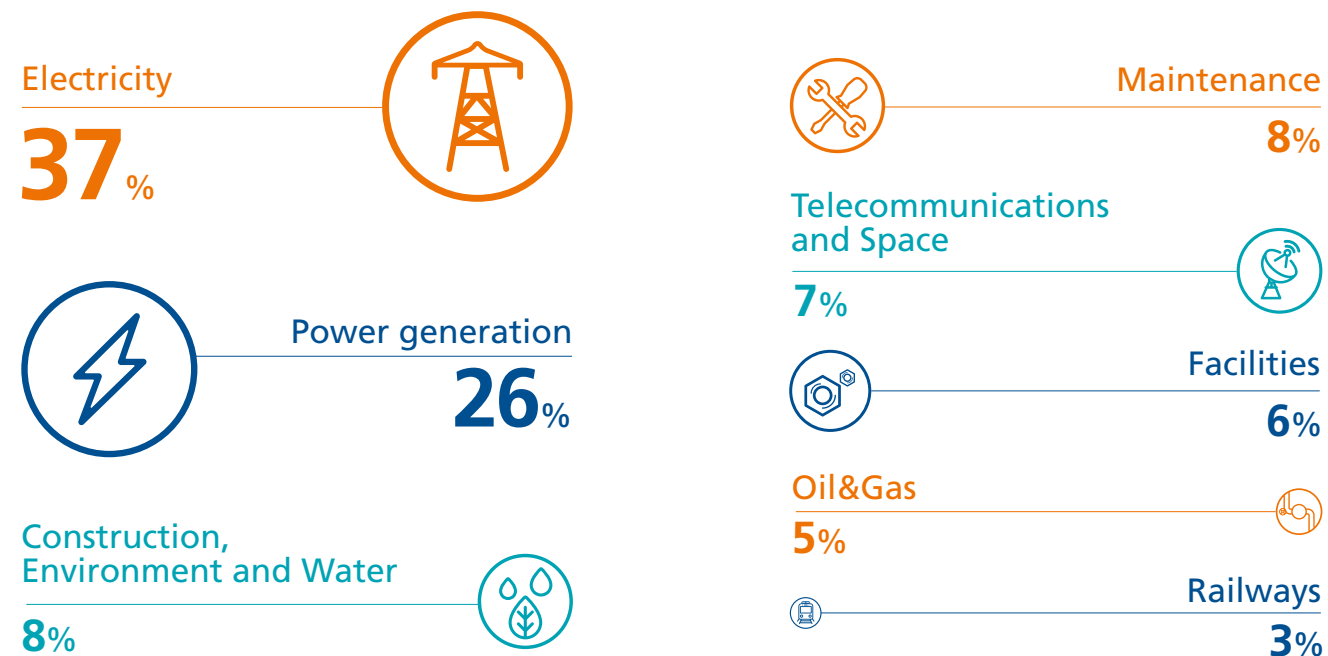 Electricity
37%
Power generation
26%
Construction,
Environment and Water
8%
Maintenance
8%
Telecommunications
and Space
7%
Facilities
6%
Oil&Gas
5%
Railways
3%